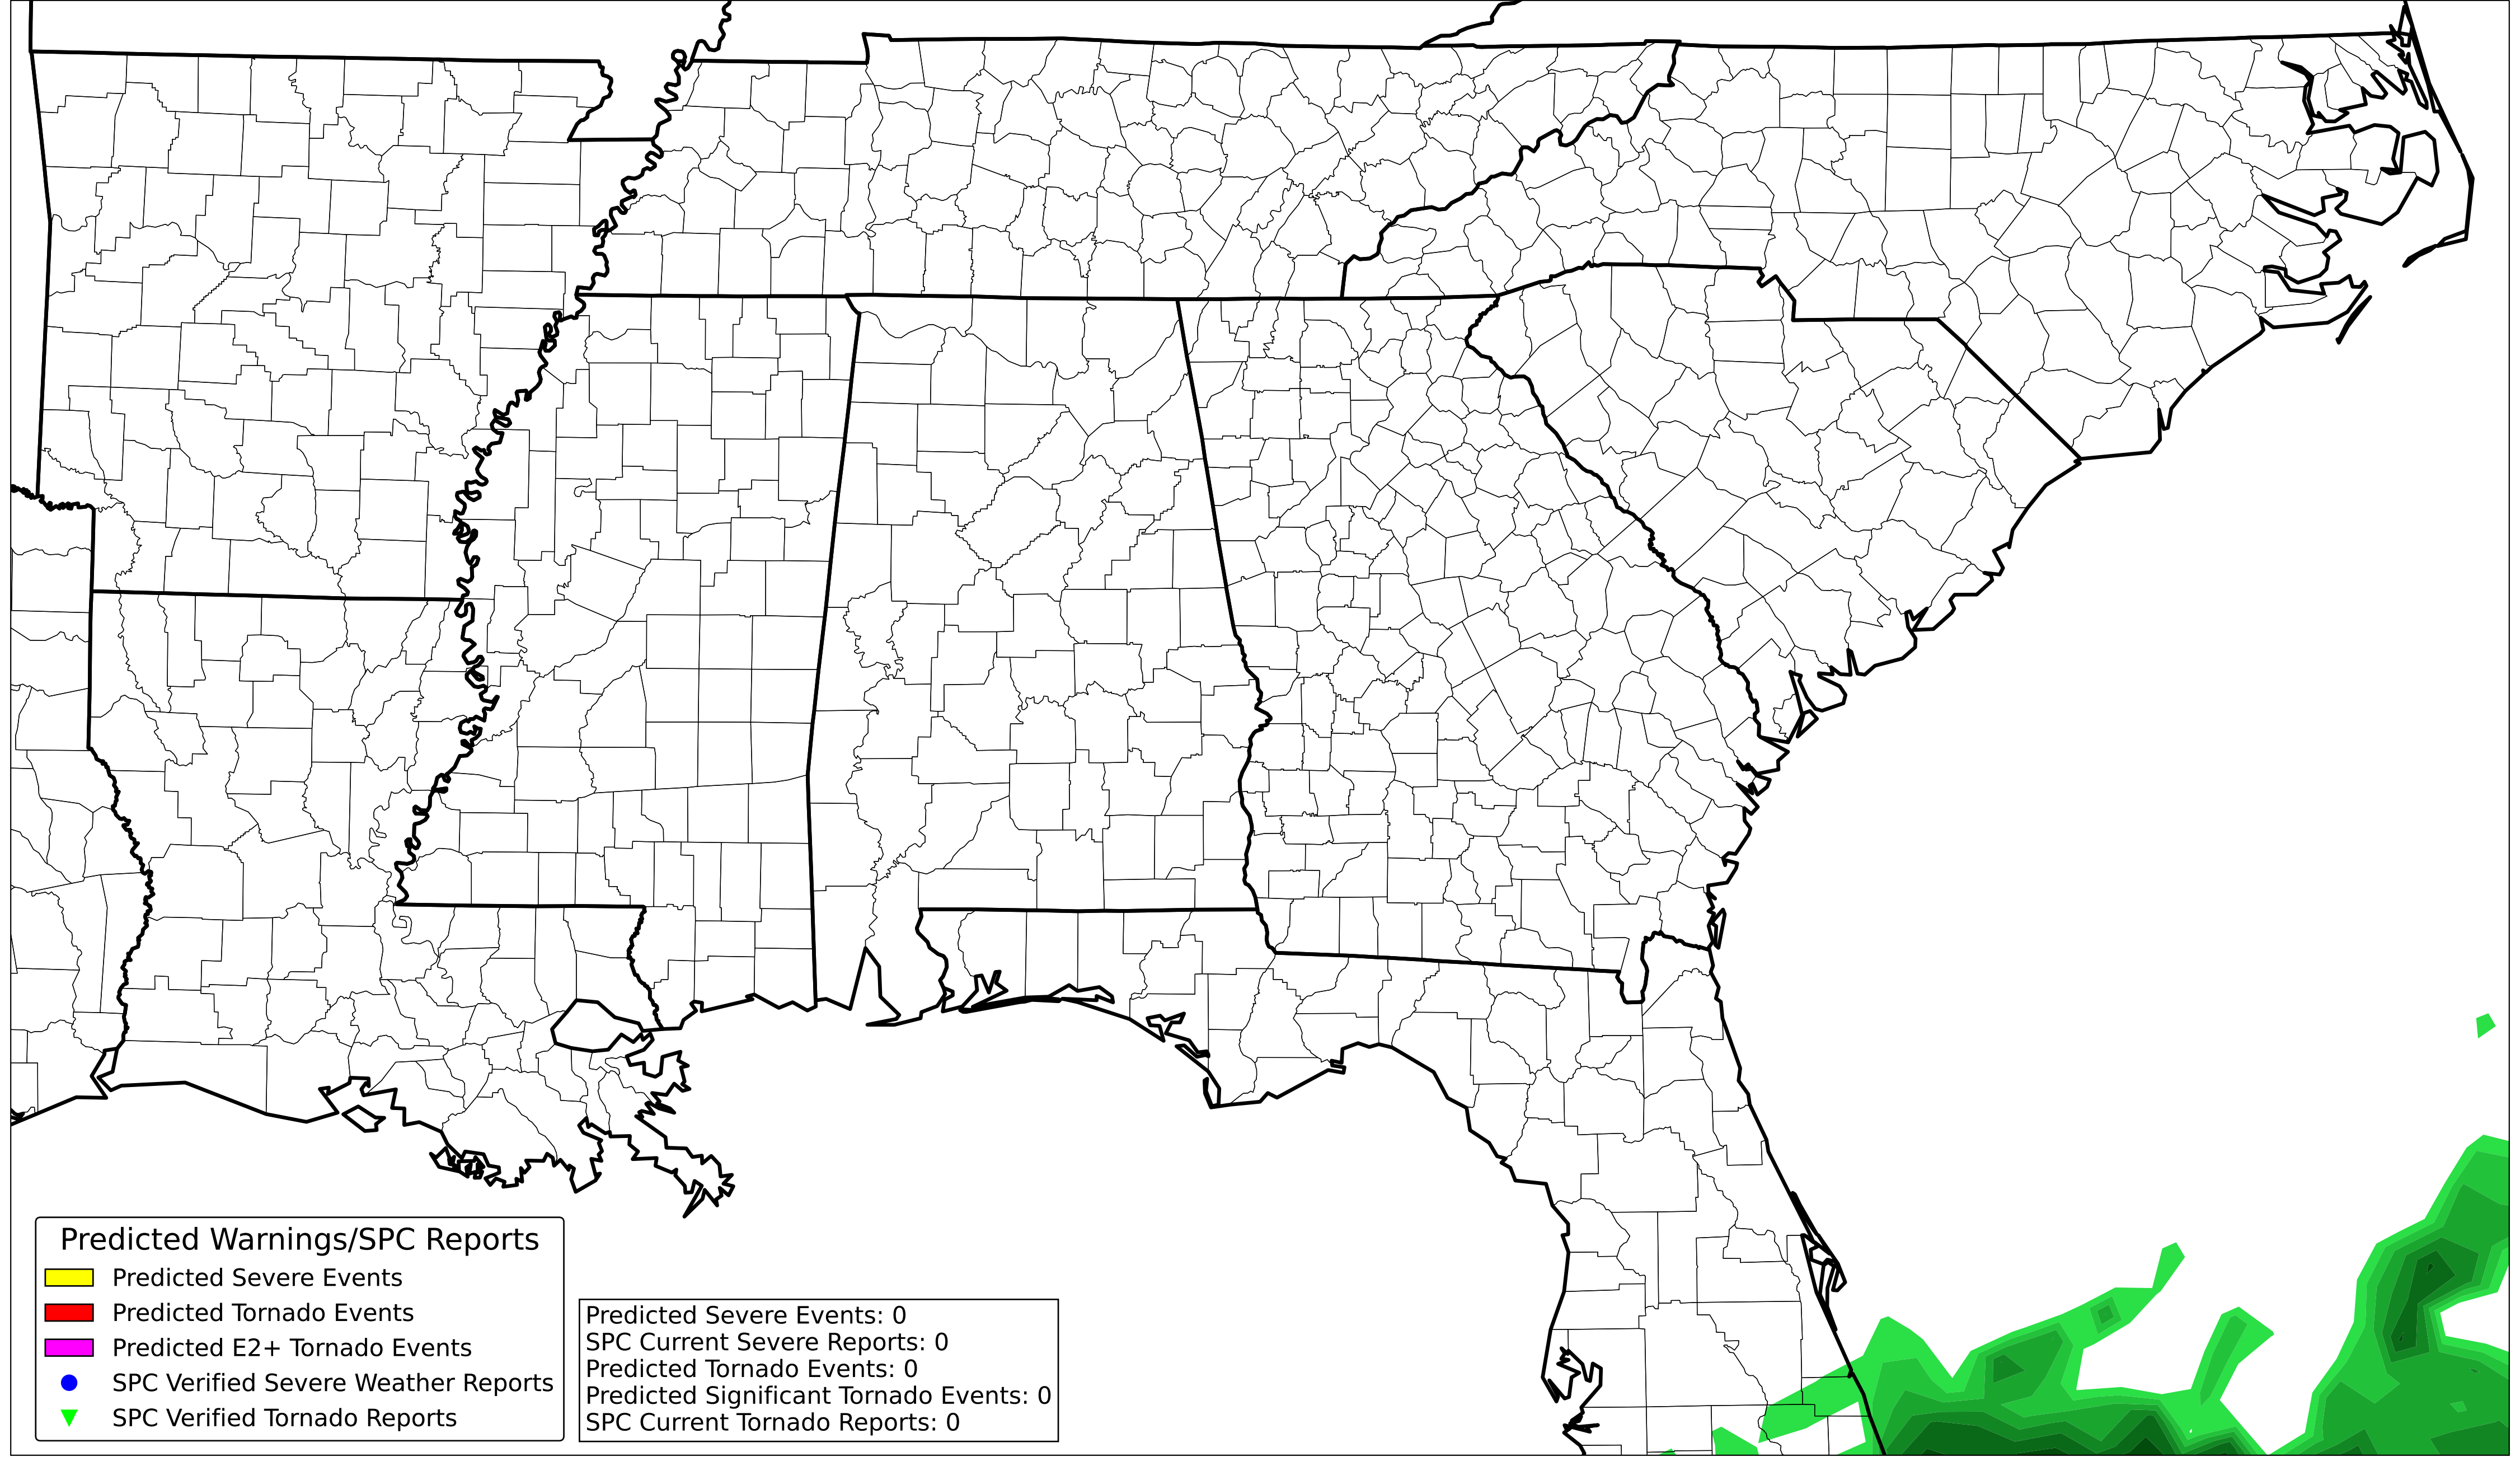 Predicted Warnings/SPC Reports
Predicted Severe Events
Predicted Tornado Events
Predicted E2+ Tornado Events
SPC Verified Severe Weather Reports
SPC Verified Tornado Reports
Predicted Severe Events: 0
SPC Current Severe Reports: 0
Predicted Tornado Events: 0
Predicted Significant Tornado Events: 0
SPC Current Tornado Reports: 0